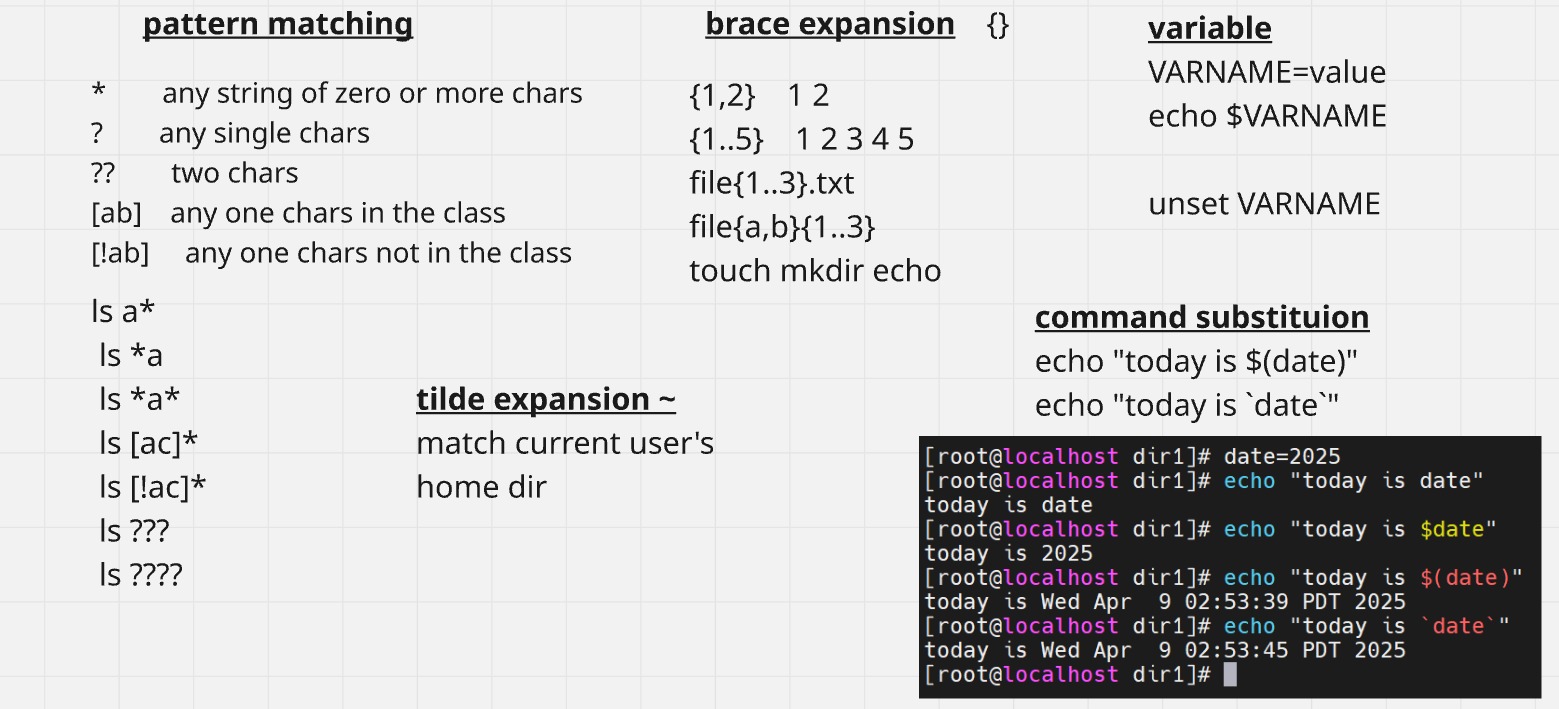 pattern matching
* any string of zero or more chars
? any single chars
?? two chars
[ab] any one chars in the class
[!ab] any one chars not in the class
ls a*
ls *a
ls *a*
ls [ac]*
ls [!ac]*
ls ???
ls ????
tilde expansion ~
match current user's
home dir
brace expansion {}
{1,2} 1 2
{1..5} 1 2 3 4 5
file{1..3}.txt
file{a,b}{1..3}
touch mkdir echo
variable
VARNAME=value
echo $VARNAME
unset VARNAME
command substituion
echo "today is $(date)"
echo "today is `date`"
[root@localhost dir1]# date=2025
[root@localhost dir1]# echo "today is date"
today is date
[root@localhost dir1]# echo "today is $date"
today is 2025
[root@localhost dir1]# echo "today is $(date)"
today is Wed Apr  9 02:53:39 PDT 2025
[root@localhost dir1]# echo "today is `date`"
today is Wed Apr  9 02:53:45 PDT 2025
[root@localhost dir1]#